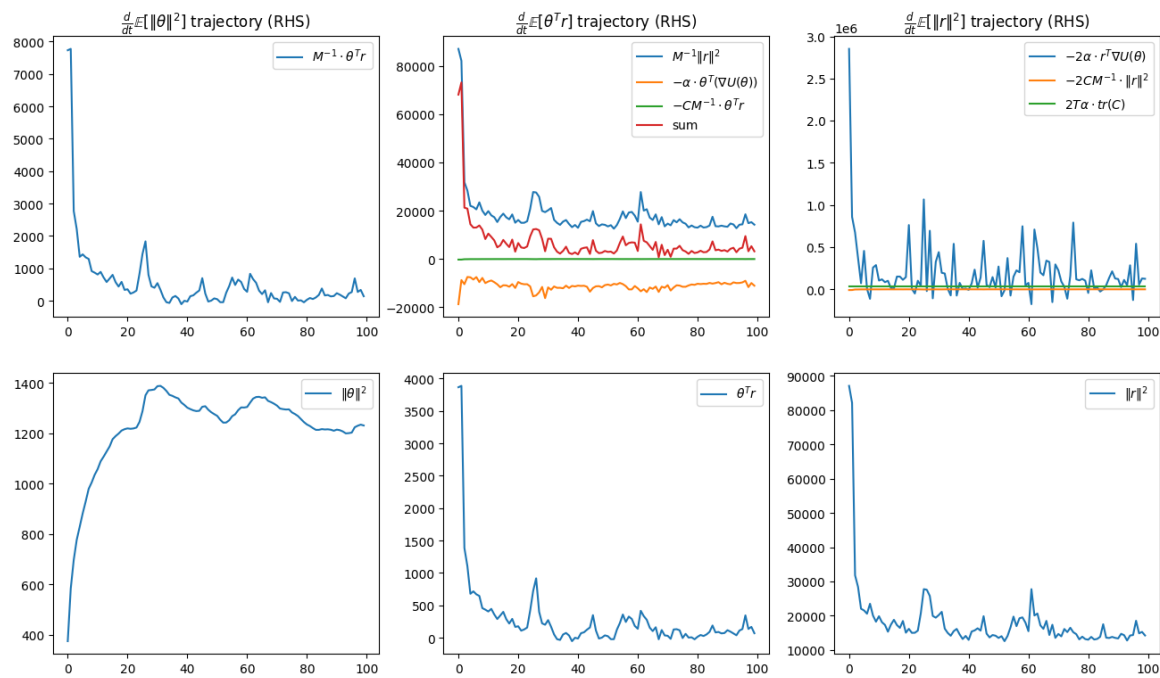 d/dt 𝔼[‖θ‖²] trajectory (RHS)
8000
7000
6000
5000
4000
3000
2000
1000
0
0 20 40 60 80 100
M⁻¹ · θᵀr
d/dt 𝔼[θᵀr] trajectory (RHS)
80000
60000
40000
20000
0
−20000
0 20 40 60 80 100
M⁻¹‖r‖²
−α · θᵀ(∇U(θ))
−CM⁻¹ · θᵀr
sum
d/dt 𝔼[‖r‖²] trajectory (RHS)
1e6
3.0
2.5
2.0
1.5
1.0
0.5
0.0
0 20 40 60 80 100
−2α · rᵀ∇U(θ)
−2CM⁻¹ · ‖r‖²
2Tα · tr(C)
1400
1200
1000
800
600
400
0 20 40 60 80 100
‖θ‖²
4000
3500
3000
2500
2000
1500
1000
500
0
0 20 40 60 80 100
θᵀr
90000
80000
70000
60000
50000
40000
30000
20000
10000
0 20 40 60 80 100
‖r‖²